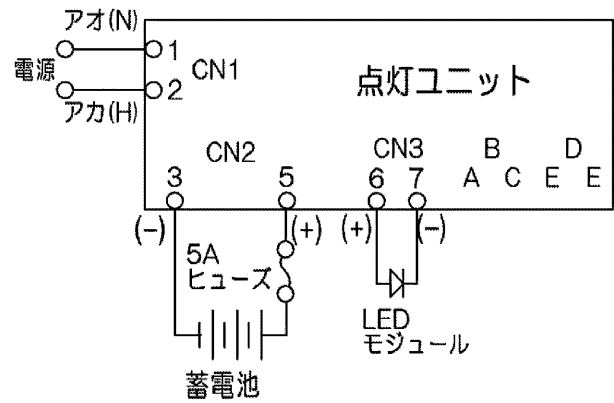 アオ(N)
電源
1
CN1
2
アカ(H)
点灯ユニット
CN2
CN3
B
D
3
5
6
7
A
C
E
E
(-)
(+)
(+)
(-)
5A
ヒューズ
LED
モジュール
蓄電池